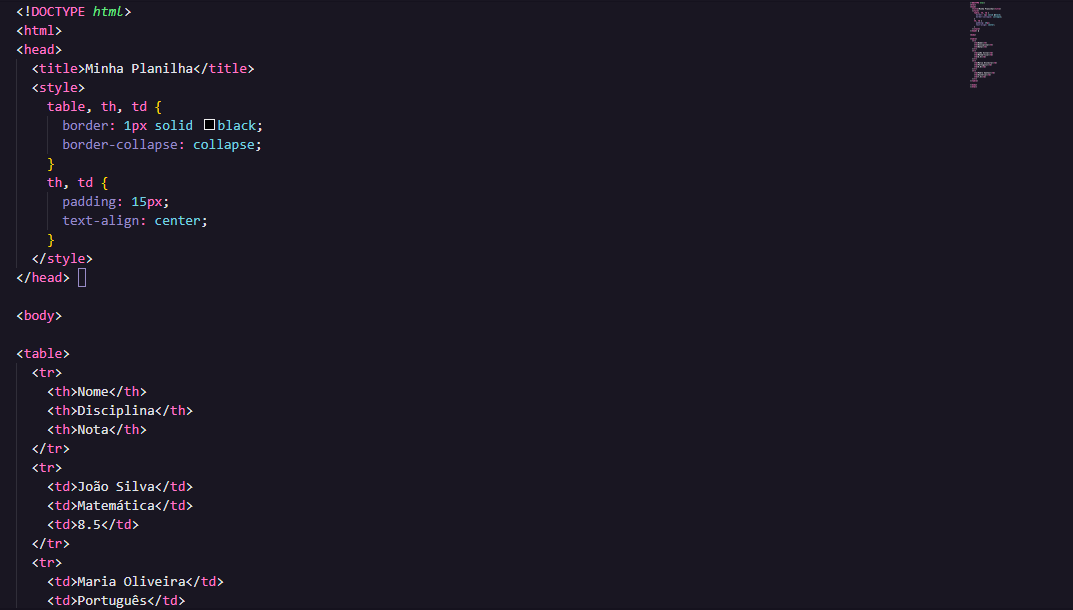 <!DOCTYPE html>
<html>
<head>
  <title>Minha Planilha</title>
  <style>
    table, th, td {
      border: 1px solid black;
      border-collapse: collapse;
    }
    th, td {
      padding: 15px;
      text-align: center;
    }
  </style>
</head>
<body>
<table>
  <tr>
    <th>Nome</th>
    <th>Disciplina</th>
    <th>Nota</th>
  </tr>
  <tr>
    <td>João Silva</td>
    <td>Matemática</td>
    <td>8.5</td>
  </tr>
  <tr>
    <td>Maria Oliveira</td>
    <td>Português</td>